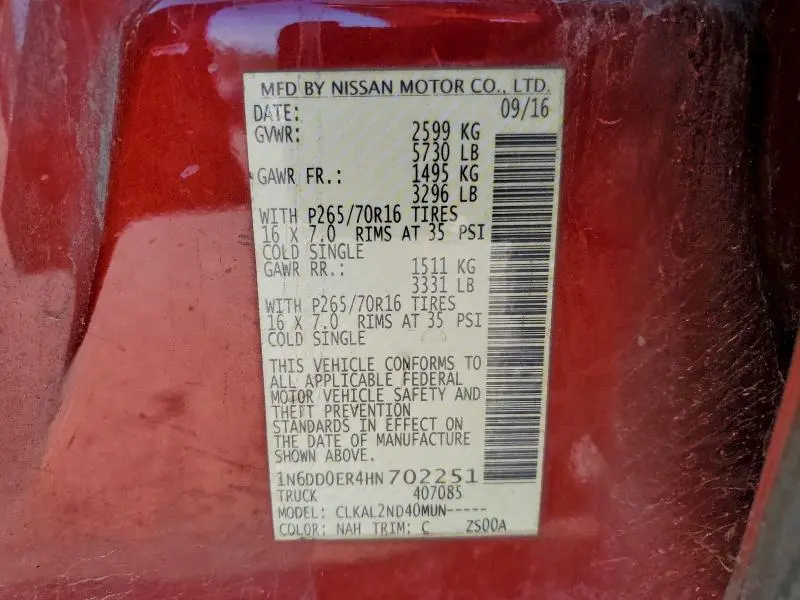 MFD BY NISSAN MOTOR CO., LTD.
DATE: 09/16
GVWR: 2599 KG
5730 LB
GAWR FR.: 1495 KG
3296 LB
WITH P265/70R16 TIRES
16 X 7.0 RIMS AT 35 PSI
COLD SINGLE
GAWR RR.: 1511 KG
3331 LB
WITH P265/70R16 TIRES
16 X 7.0 RIMS AT 35 PSI
COLD SINGLE
THIS VEHICLE CONFORMS TO
ALL APPLICABLE FEDERAL
MOTOR VEHICLE SAFETY AND
THEFT PREVENTION
STANDARDS IN EFFECT ON
THE DATE OF MANUFACTURE
SHOWN ABOVE.
1N6DD0ER4HN702251
TRUCK 407085
MODEL: CLKAL2ND40MUN-----
COLOR: NAH TRIM: C ZS00A